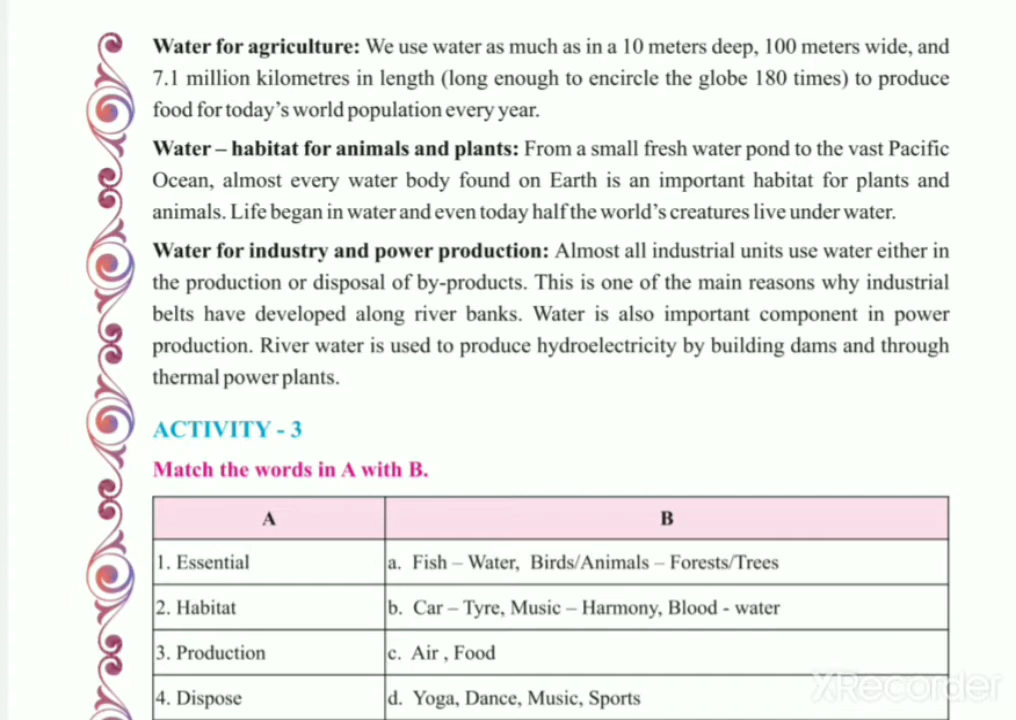 Water for agriculture: We use water as much as in a 10 meters deep, 100 meters wide, and
7.1 million kilometres in length (long enough to encircle the globe 180 times) to produce
food for today's world population every year.
Water – habitat for animals and plants: From a small fresh water pond to the vast Pacific
Ocean, almost every water body found on Earth is an important habitat for plants and
animals. Life began in water and even today half the world's creatures live under water.
Water for industry and power production: Almost all industrial units use water either in
the production or disposal of by-products. This is one of the main reasons why industrial
belts have developed along river banks. Water is also important component in power
production. River water is used to produce hydroelectricity by building dams and through
thermal power plants.
ACTIVITY - 3
Match the words in A with B.
A B
1. Essential a. Fish – Water, Birds/Animals – Forests/Trees
2. Habitat b. Car – Tyre, Music – Harmony, Blood - water
3. Production c. Air , Food
4. Dispose d. Yoga, Dance, Music, Sports
XRecorder